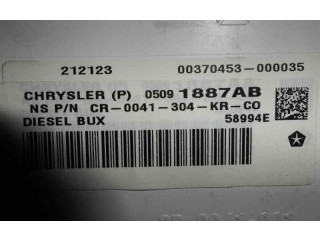 212123 00370453-000035
CHRYSLER (P) 0509 1887AB
NS P/N CR-0041-304-KR-CO
DIESEL BUX 58994E